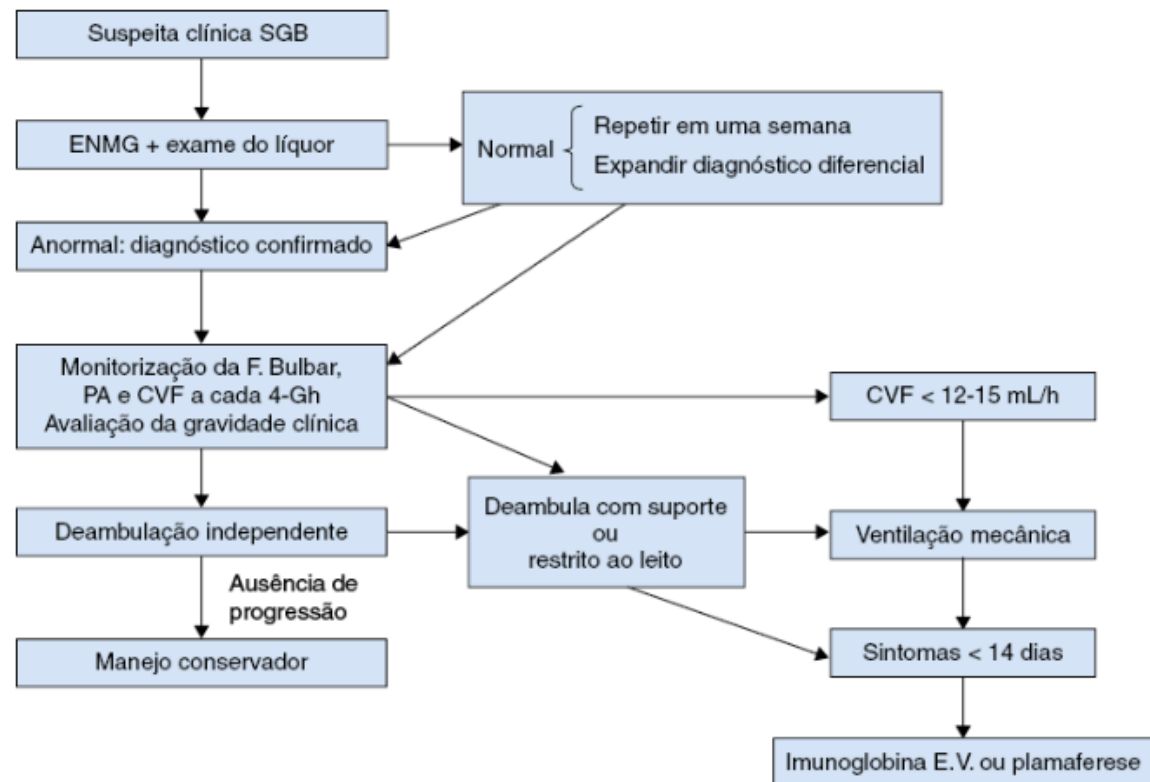 Suspeita clínica SGB
ENMG + exame do líquor
Normal
Repetir em uma semana
Expandir diagnóstico diferencial
Anormal: diagnóstico confirmado
Monitorização da F. Bulbar,
PA e CVF a cada 4-Gh
Avaliação da gravidade clínica
CVF < 12-15 mL/h
Deambulação independente
Deambula com suporte
ou
restrito ao leito
Ventilação mecânica
Ausência de
progressão
Manejo conservador
Sintomas < 14 dias
Imunoglobina E.V. ou plamaferese